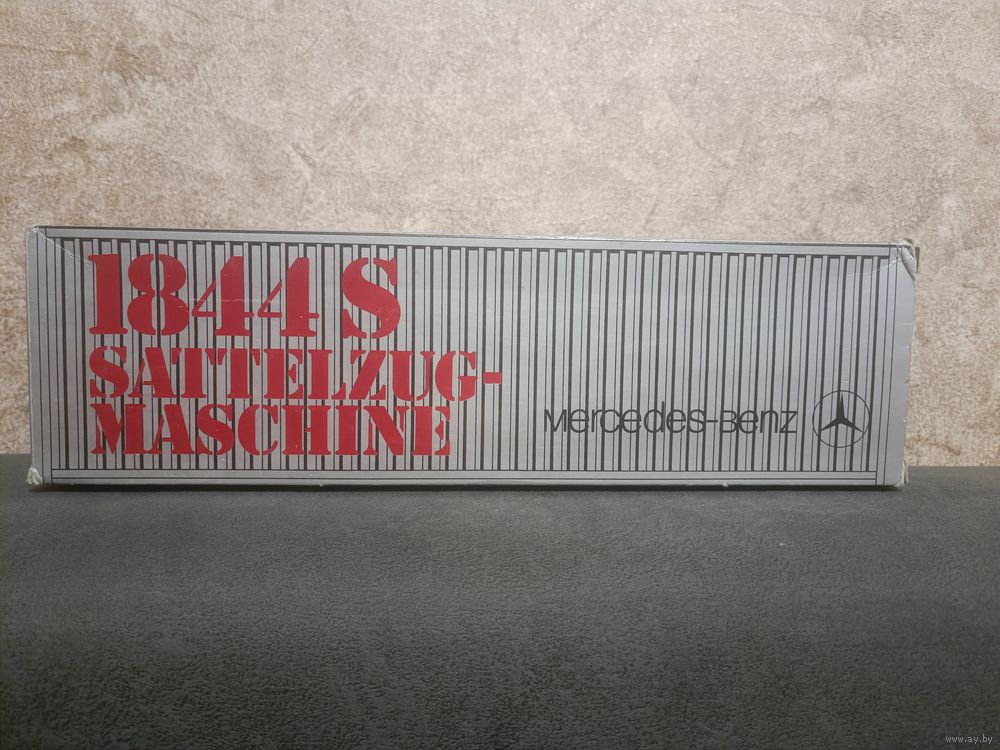 1844 S
SATTELZUG-
MASCHINE
Mercedes-Benz
www.ay.by